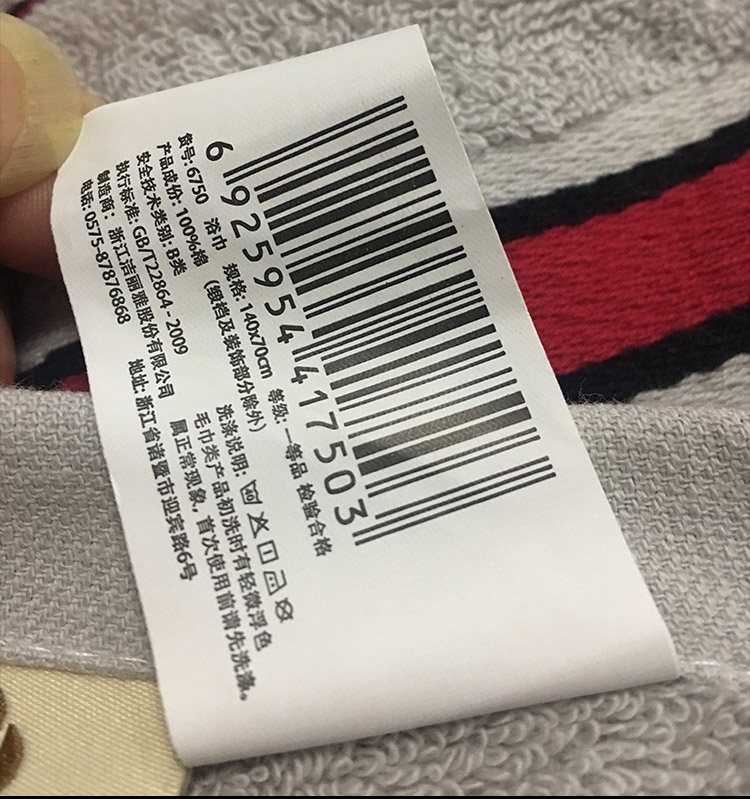 6 925954 417503
货号: 6750 浴巾 规格: 140x70cm 等级: 一等品 检验合格
产品成份: 100%棉 (缎档及装饰部分除外)
安全技术类别: B类 洗涤说明:
执行标准: GB/T22864-2009 毛巾类产品初洗时有轻微浮色
制造商: 浙江洁丽雅股份有限公司 属正常现象, 首次使用前请先洗涤。
电话: 0575-87876868 地址: 浙江省诸暨市迎宾路6号